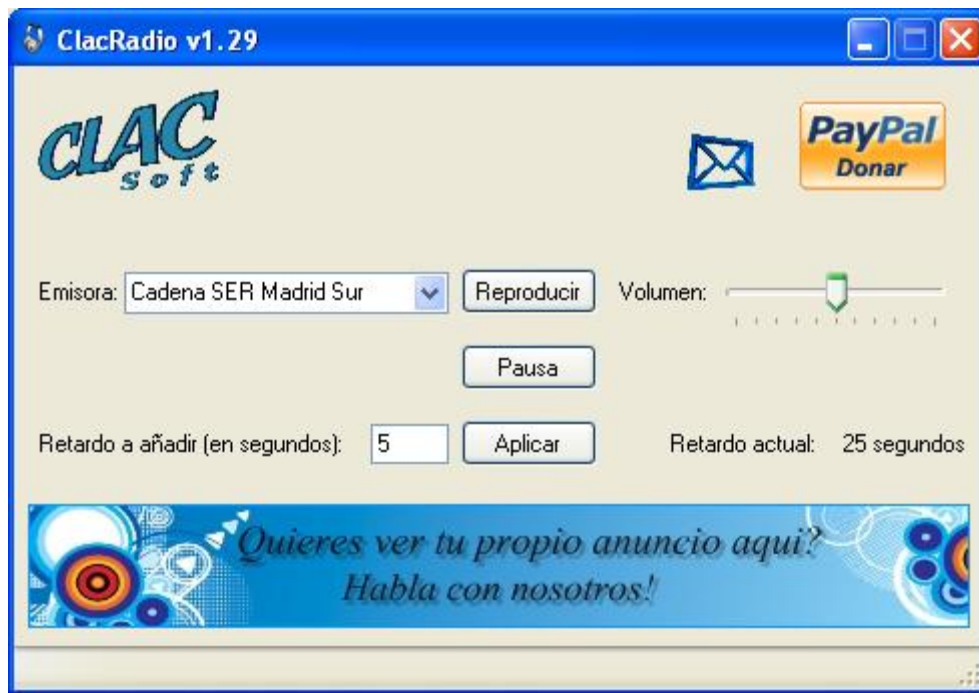 ClacRadio v1.29
CLAC
Soft
PayPal
Donar
Emisora: Cadena SER Madrid Sur Reproducir Volumen:
Pausa
Retardo a añadir (en segundos): 5 Aplicar Retardo actual: 25 segundos
Quieres ver tu propio anuncio aqui?
Habla con nosotros!